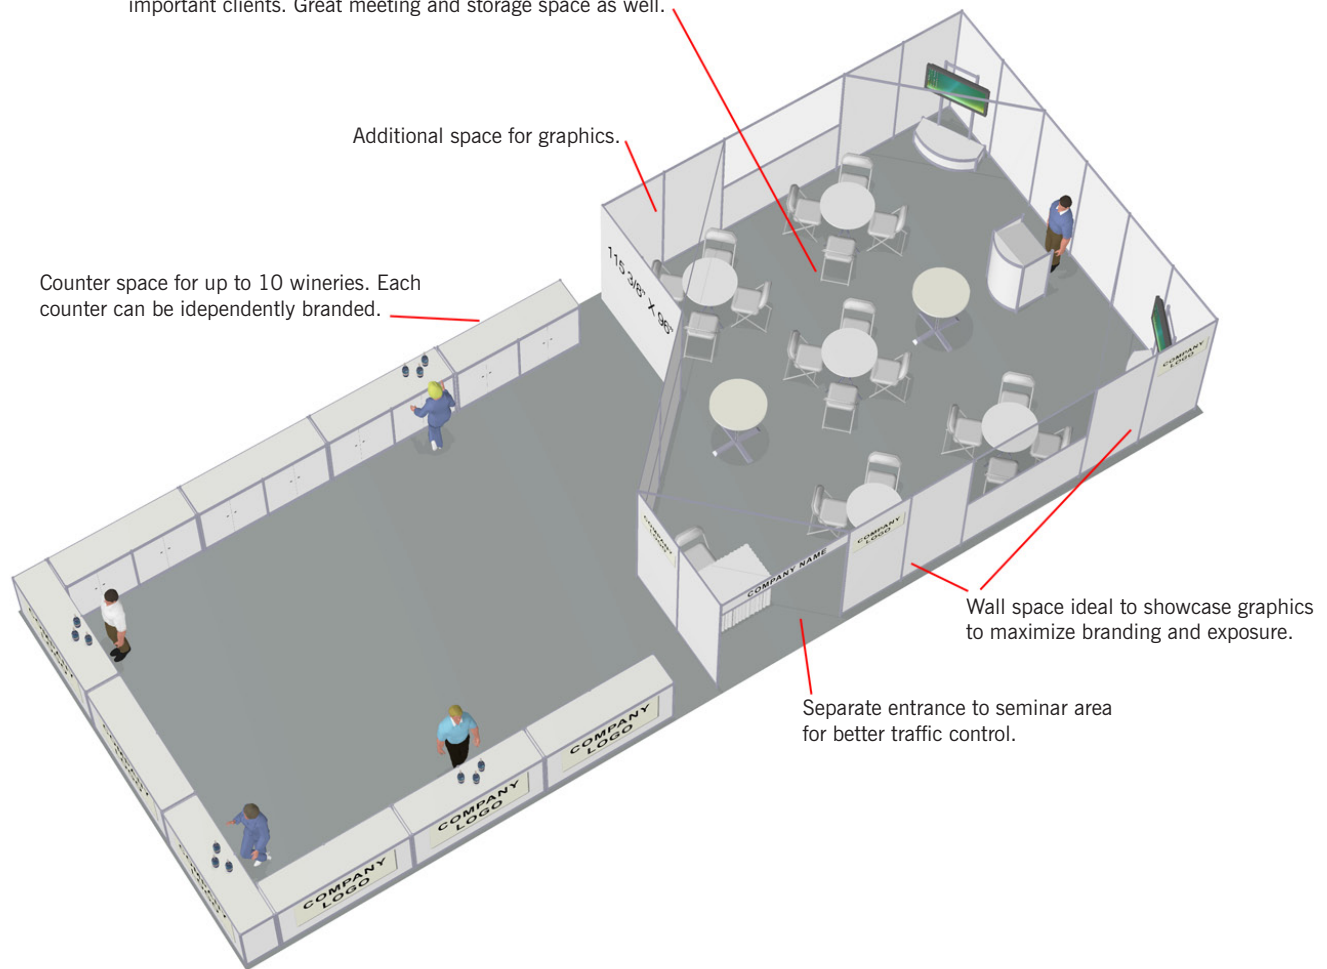 important clients. Great meeting and storage space as well.
Additional space for graphics.
Counter space for up to 10 wineries. Each
counter can be idependently branded.
115 3/8" X 96"
COMPANY
LOGO
COMPANY
LOGO
COMPANY
LOGO
COMPANY NAME
Wall space ideal to showcase graphics
to maximize branding and exposure.
Separate entrance to seminar area
for better traffic control.
COMPANY
LOGO
COMPANY
LOGO
COMPANY
LOGO